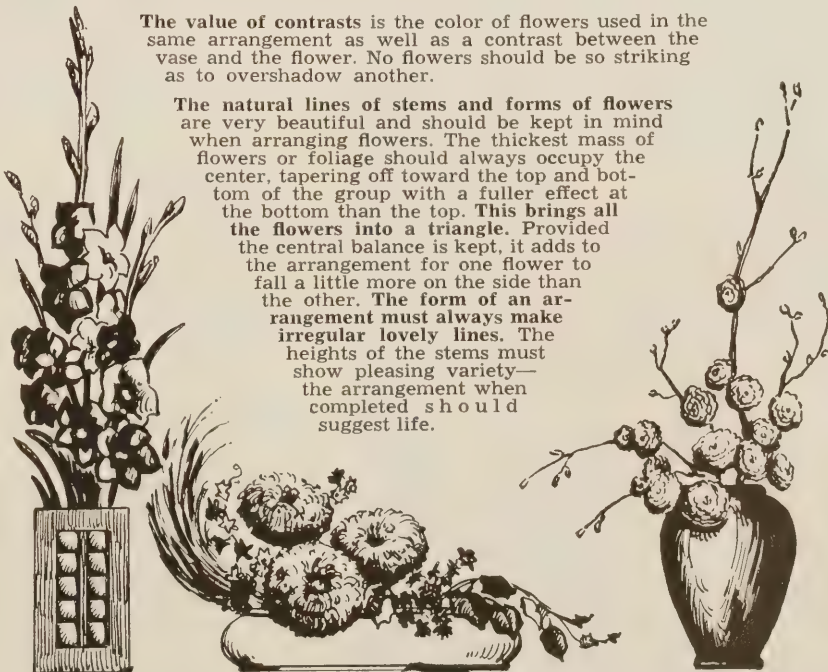 The value of contrasts is the color of flowers used in the
same arrangement as well as a contrast between the
vase and the flower. No flowers should be so striking
as to overshadow another.
The natural lines of stems and forms of flowers
are very beautiful and should be kept in mind
when arranging flowers. The thickest mass of
flowers or foliage should always occupy the
center, tapering off toward the top and bot-
tom of the group with a fuller effect at
the bottom than the top. This brings all
the flowers into a triangle. Provided
the central balance is kept, it adds to
the arrangement for one flower to
fall a little more on the side than
the other. The form of an ar-
rangement must always make
irregular lovely lines. The
heights of the stems must
show pleasing variety—
the arrangement when
completed should
suggest life.